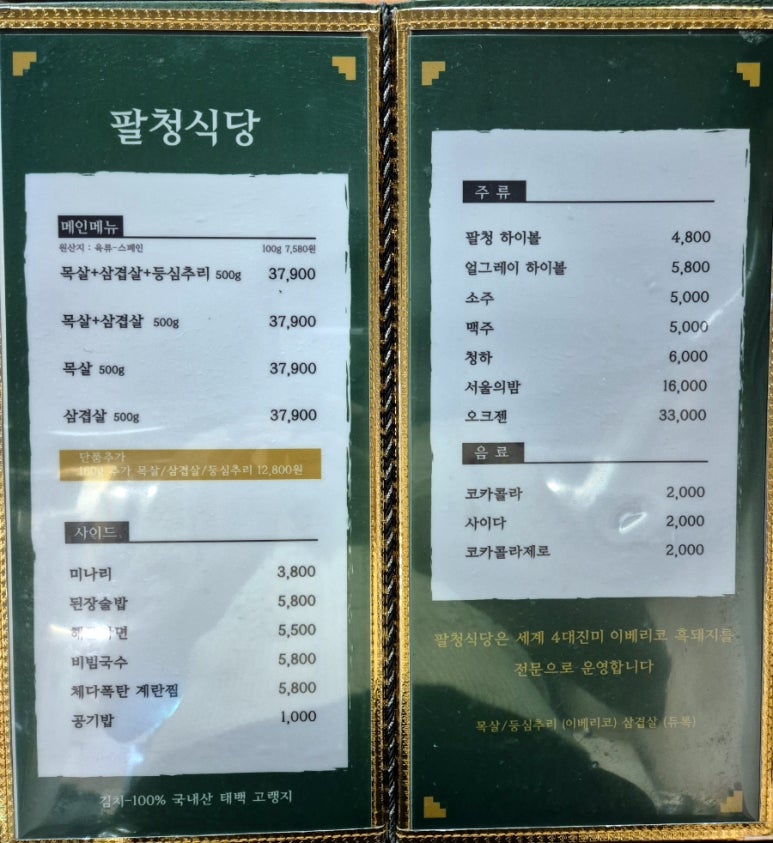 팔청식당
메인메뉴
원산지 : 육류-스페인 100g 7,580원
목살+삼겹살+등심추리 500g 37,900
목살+삼겹살 500g 37,900
목살 500g 37,900
삼겹살 500g 37,900
단품추가
추가 목살/삼겹살/등심추리 12,800원
사이드
미나리 3,800
된장술밥 5,800
5,500
비빔국수 5,800
체다폭탄 계란찜 5,800
공기밥 1,000
김치-100% 국내산 태백 고랭지
주류
팔청 하이볼 4,800
얼그레이 하이볼 5,800
소주 5,000
맥주 5,000
청하 6,000
서울의밤 16,000
오크젠 33,000
음료
코카콜라 2,000
사이다 2,000
코카콜라제로 2,000
팔청식당은 세계 4대진미 이베리코 흑돼지를
전문으로 운영합니다
목살/등심추리 (이베리코) 삼겹살 (듀록)